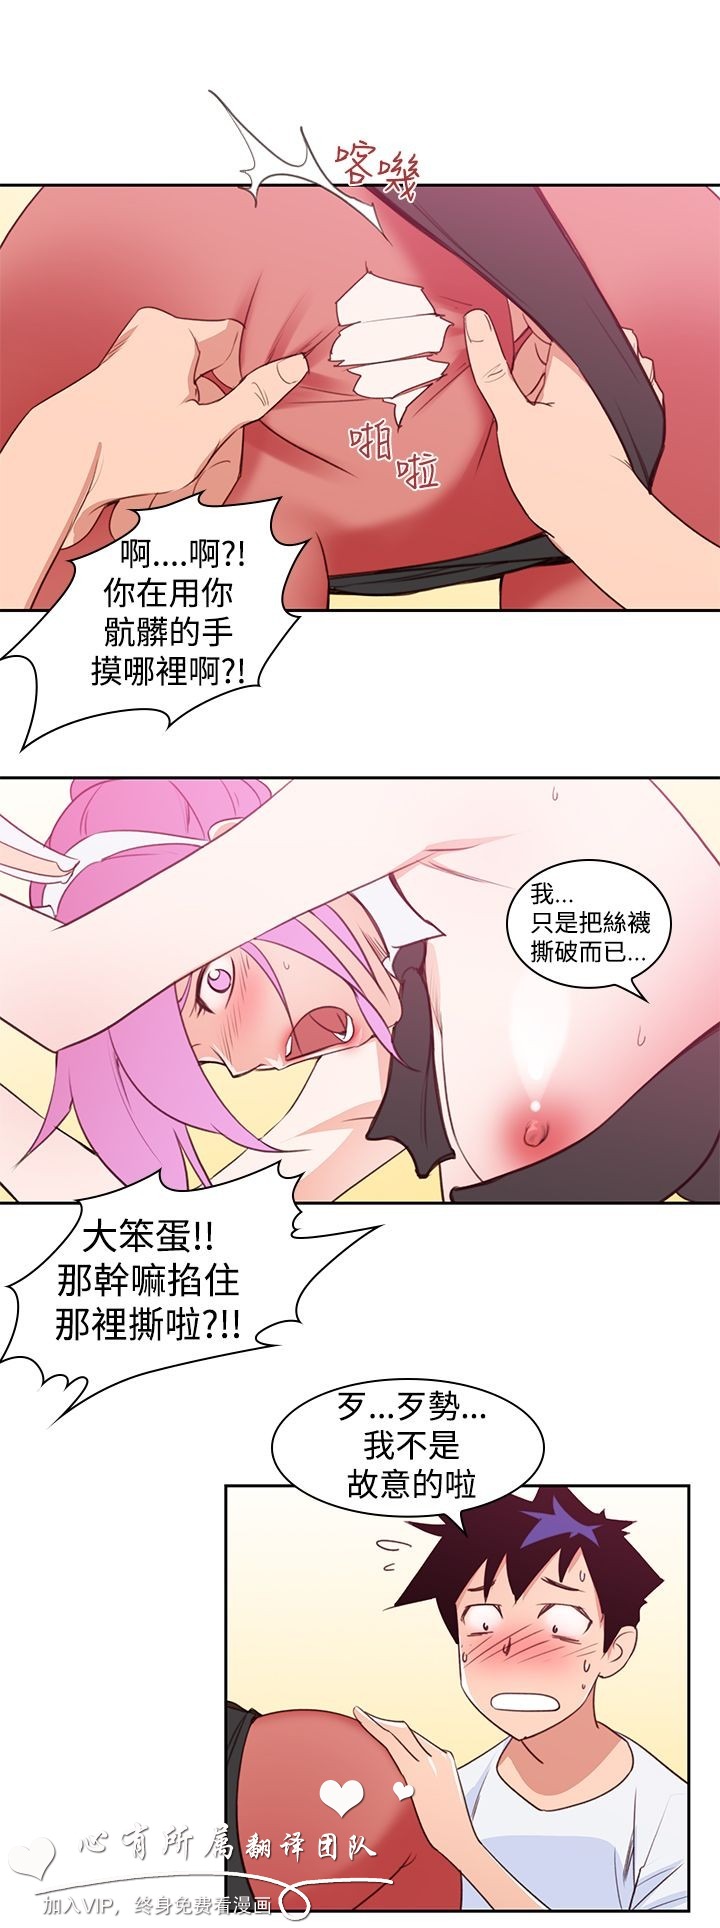 喀嘰
啪啦
啊....啊?!
你在用你
骯髒的手
摸哪裡啊?!
我...
只是把絲襪
撕破而已...
大笨蛋!!
那幹嘛掐住
那裡撕啦?!!
歹...歹勢...
我不是
故意的啦
心有所属翻译团队
加入VIP，终身免费看漫画